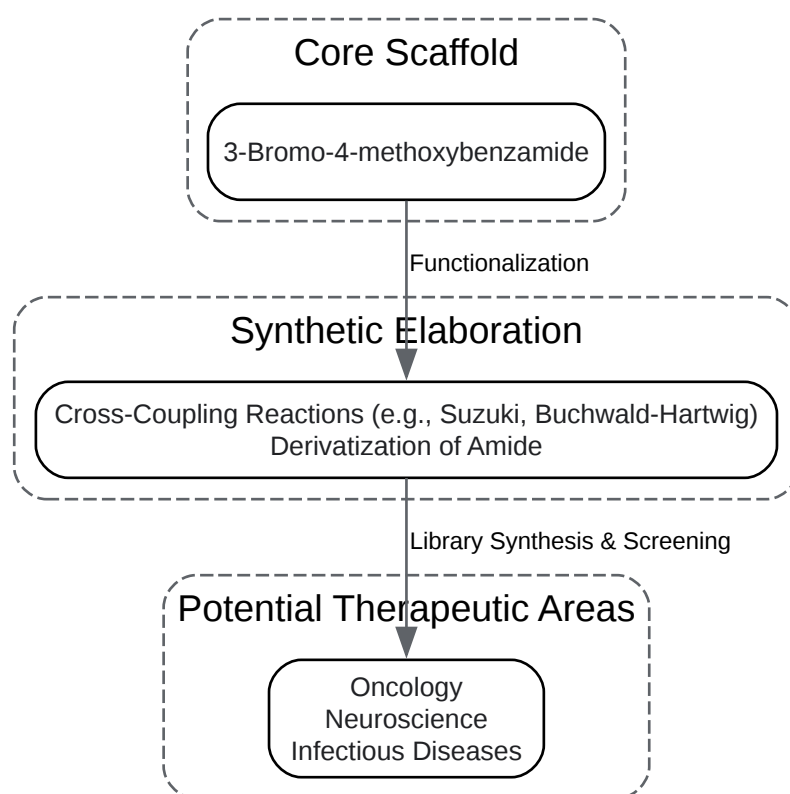 Core Scaffold
3-Bromo-4-methoxybenzamide
Functionalization
Synthetic Elaboration
Cross-Coupling Reactions (e.g., Suzuki, Buchwald-Hartwig)
Derivatization of Amide
Library Synthesis & Screening
Potential Therapeutic Areas
Oncology
Neuroscience
Infectious Diseases